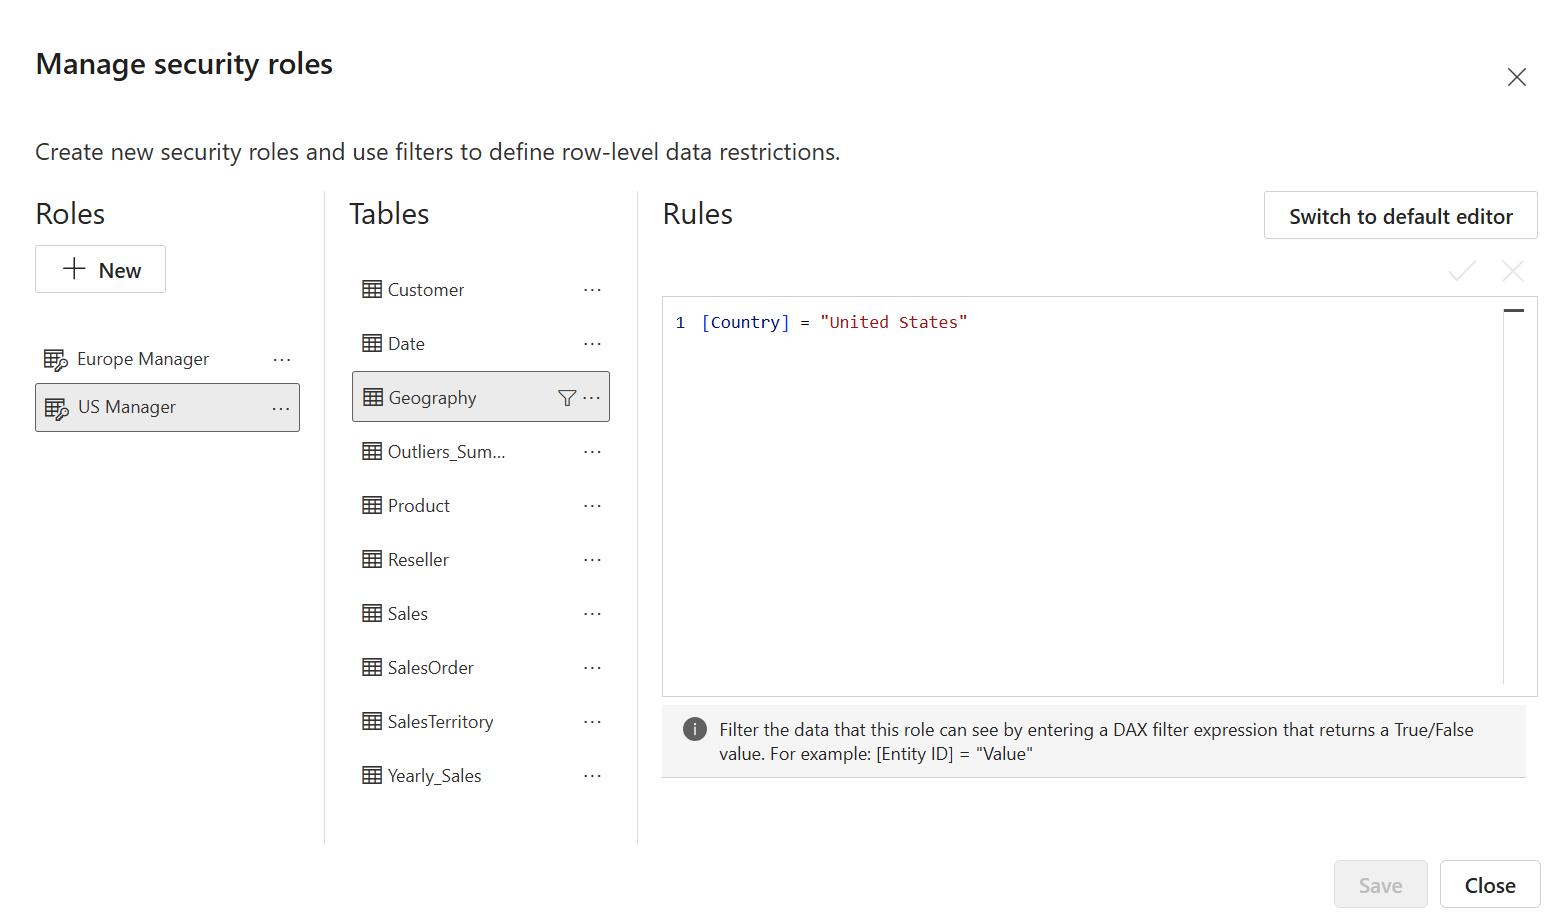 Manage security roles
Create new security roles and use filters to define row-level data restrictions.
Roles
New
Europe Manager
US Manager
Tables
Customer
Date
Geography
Outliers_Sum...
Product
Reseller
Sales
SalesOrder
SalesTerritory
Yearly_Sales
Rules
Switch to default editor
1 [Country] = "United States"
Filter the data that this role can see by entering a DAX filter expression that returns a True/False
value. For example: [Entity ID] = "Value"
Save
Close